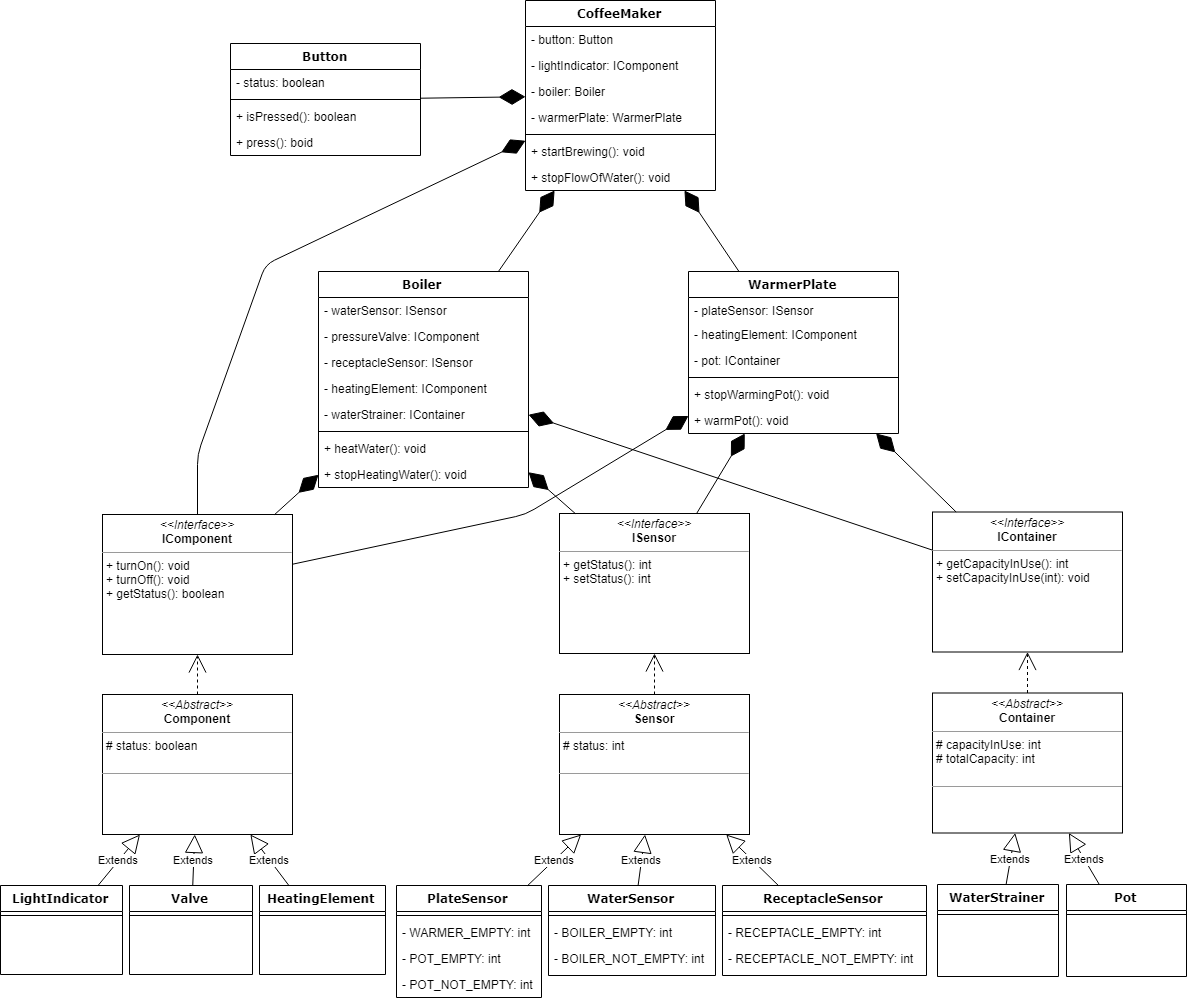 CoffeeMaker
- button: Button
- lightIndicator: IComponent
- boiler: Boiler
- warmerPlate: WarmerPlate
+ startBrewing(): void
+ stopFlowOfWater(): void
Button
- status: boolean
+ isPressed(): boolean
+ press(): boid
Boiler
- waterSensor: ISensor
- pressureValve: IComponent
- receptacleSensor: ISensor
- heatingElement: IComponent
- waterStrainer: IContainer
+ heatWater(): void
+ stopHeatingWater(): void
WarmerPlate
- plateSensor: ISensor
- heatingElement: IComponent
- pot: IContainer
+ stopWarmingPot(): void
+ warmPot(): void
<<Interface>>
IComponent
+ turnOn(): void
+ turnOff(): void
+ getStatus(): boolean
<<Interface>>
ISensor
+ getStatus(): int
+ setStatus(): int
<<Interface>>
IContainer
+ getCapacityInUse(): int
+ setCapacityInUse(int): void
<<Abstract>>
Component
# status: boolean
<<Abstract>>
Sensor
# status: int
<<Abstract>>
Container
# capacityInUse: int
# totalCapacity: int
Extends
Extends
Extends
Extends
Extends
Extends
Extends
Extends
LightIndicator
Valve
HeatingElement
PlateSensor
- WARMER_EMPTY: int
- POT_EMPTY: int
- POT_NOT_EMPTY: int
WaterSensor
- BOILER_EMPTY: int
- BOILER_NOT_EMPTY: int
ReceptacleSensor
- RECEPTACLE_EMPTY: int
- RECEPTACLE_NOT_EMPTY: int
WaterStrainer
Pot